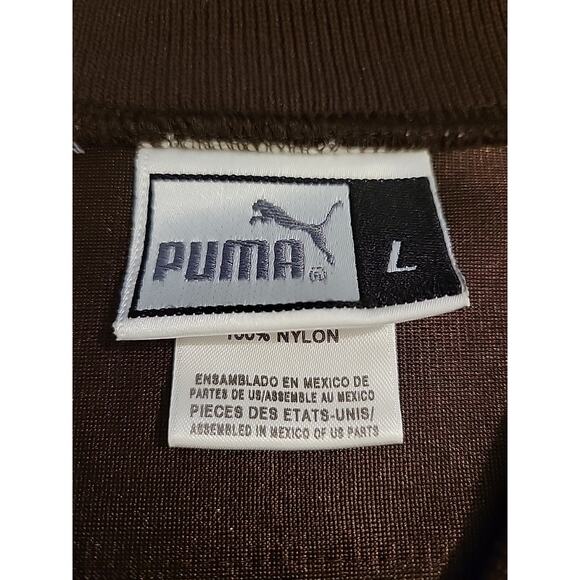 PUMA ®
L
100% NYLON
ENSAMBLADO EN MEXICO DE
PARTES DE US/ASSEMBLE AU MEXICO
PIECES DES ETATS-UNIS/
ASSEMBLED IN MEXICO OF US PARTS